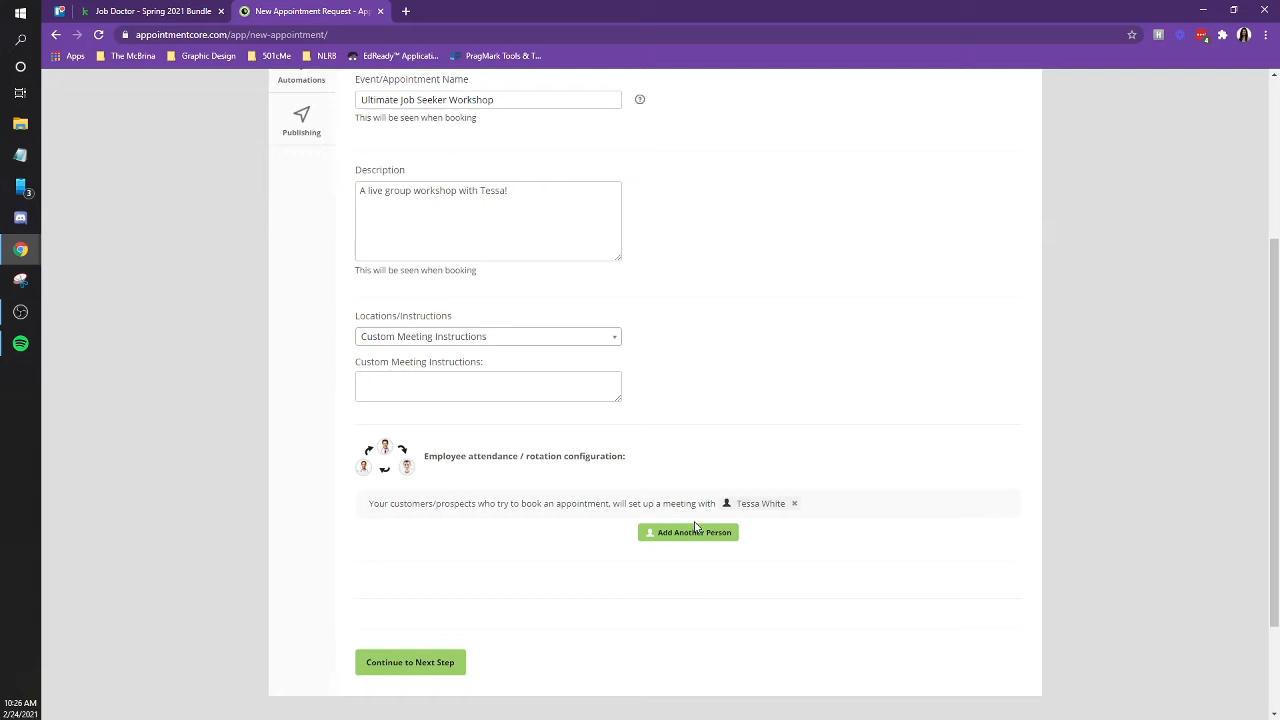 Job Doctor - Spring 2021 Bundle
New Appointment Request - App
appointmentcore.com/app/new-appointment/
4
Apps
The McBrina
Graphic Design
501cMe
NLRB
EdReady™ Applicati...
PragMark Tools & T...
Automations
Publishing
Event/Appointment Name
Ultimate Job Seeker Workshop
This will be seen when booking
Description
A live group workshop with Tessa!
This will be seen when booking
Locations/Instructions
Custom Meeting Instructions
Custom Meeting Instructions:
Employee attendance / rotation configuration:
Your customers/prospects who try to book an appointment, will set up a meeting with Tessa White
Add Another Person
Continue to Next Step
3
10:26 AM
2/24/2021